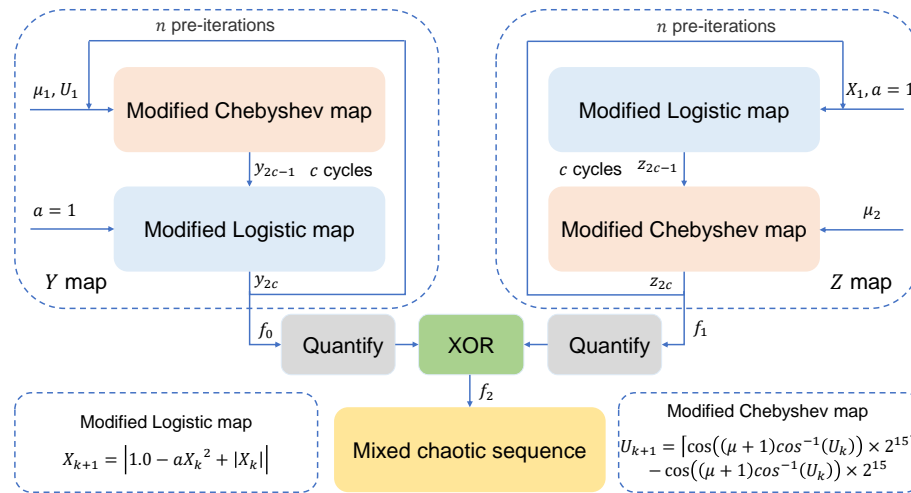 n pre-iterations
μ₁, U₁
Modified Chebyshev map
y₂c₋₁ c cycles
a = 1
Modified Logistic map
Y map
y₂c
n pre-iterations
X₁, a = 1
Modified Logistic map
c cycles z₂c₋₁
μ₂
Modified Chebyshev map
z₂c
Z map
f₀
Quantify
XOR
Quantify
f₁
f₂
Mixed chaotic sequence
Modified Logistic map
Xₖ₊₁ = |1.0 − aXₖ² + |Xₖ||
Modified Chebyshev map
Uₖ₊₁ = ⌈cos((μ + 1)cos⁻¹(Uₖ)) × 2¹⁵⌉
− cos((μ + 1)cos⁻¹(Uₖ)) × 2¹⁵